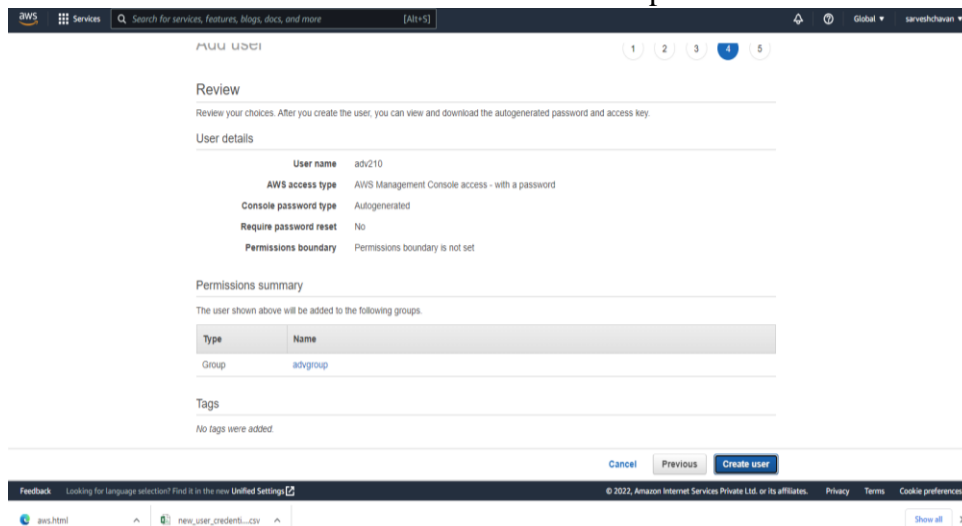 aws Services Search for services, features, blogs, docs, and more [Alt+S] Global sarveshchavan
Add user 1 2 3 4 5
Review
Review your choices. After you create the user, you can view and download the autogenerated password and access key.
User details
User name adv210
AWS access type AWS Management Console access - with a password
Console password type Autogenerated
Require password reset No
Permissions boundary Permissions boundary is not set
Permissions summary
The user shown above will be added to the following groups.
Type Name
Group advgroup
Tags
No tags were added.
Cancel Previous Create user
Feedback Looking for language selection? Find it in the new Unified Settings © 2022, Amazon Internet Services Private Ltd. or its affiliates. Privacy Terms Cookie preferences
aws.html new_user_credenti...csv Show all